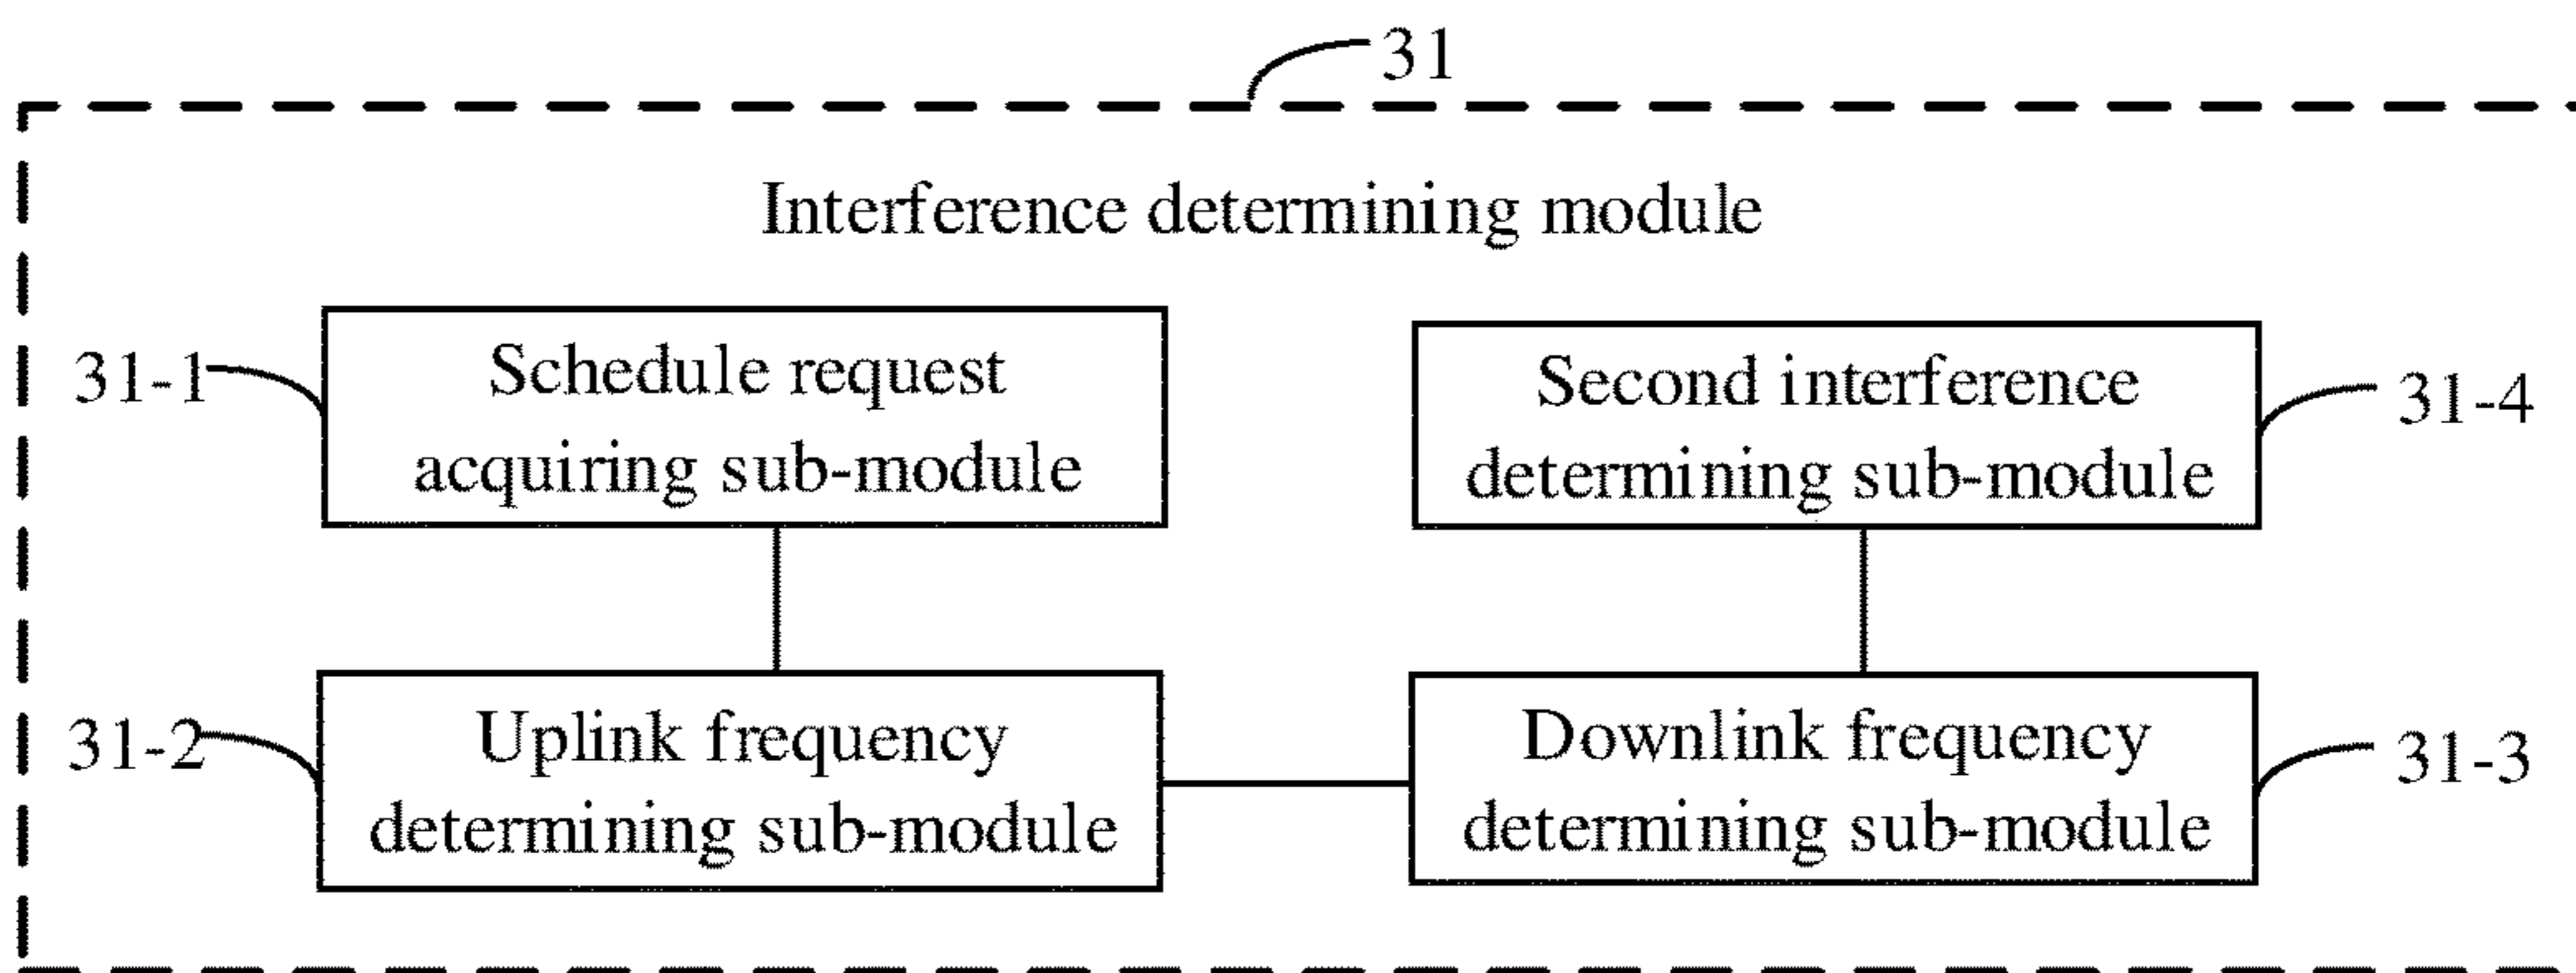 31
Interference determining module
31-1
Schedule request
acquiring sub-module
Second interference
determining sub-module
31-4
31-2
Uplink frequency
determining sub-module
Downlink frequency
determining sub-module
31-3